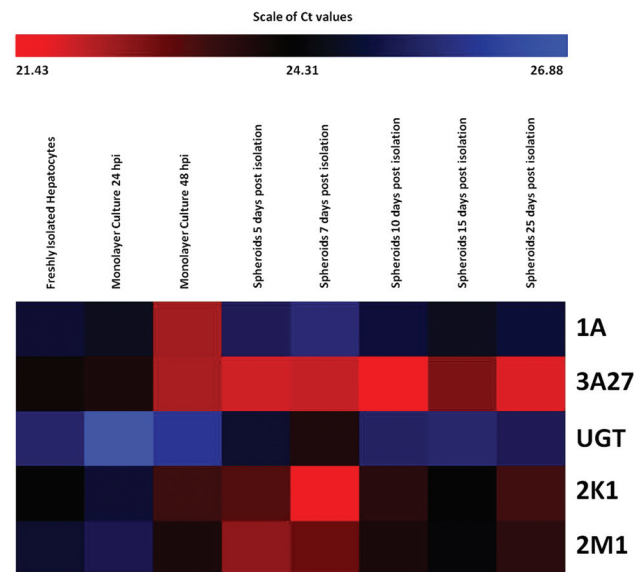 Scale of Ct values
21.43 24.31 26.88
Freshly Isolated Hepatocytes
Monolayer Culture 24 hpi
Monolayer Culture 48 hpi
Spheroids 5 days post isolation
Spheroids 7 days post isolation
Spheroids 10 days post isolation
Spheroids 15 days post isolation
Spheroids 25 days post isolation
1A
3A27
UGT
2K1
2M1